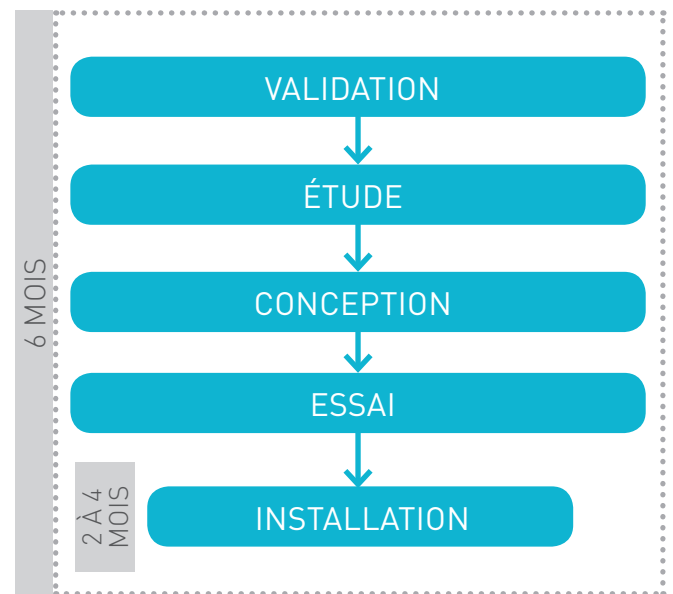 6 MOIS
VALIDATION
ÉTUDE
CONCEPTION
ESSAI
2 À 4
MOIS
INSTALLATION